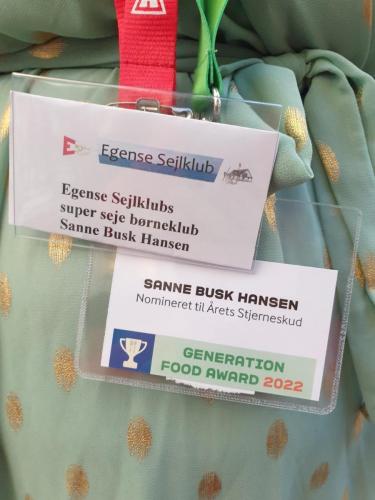 Egense Sejlklub
Egense Sejlklubs
super seje børneklub
Sanne Busk Hansen
SANNE BUSK HANSEN
Nomineret til Årets Stjerneskud
GENERATION
FOOD AWARD 2022